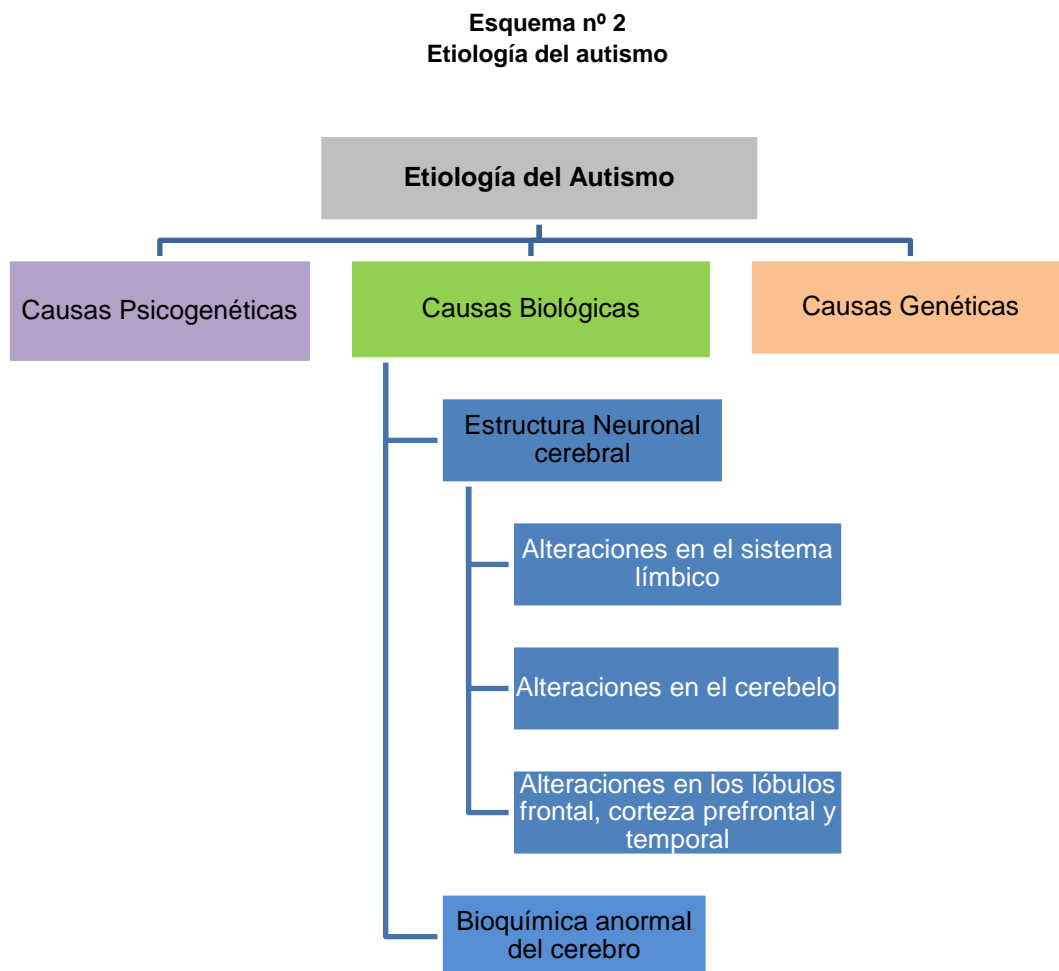 Esquema nº 2
Etiología del autismo
Etiología del Autismo
Causas Psicogenéticas
Causas Biológicas
Causas Genéticas
Estructura Neuronal
cerebral
Alteraciones en el sistema
límbico
Alteraciones en el cerebelo
Alteraciones en los lóbulos
frontal, corteza prefrontal y
temporal
Bioquímica anormal
del cerebro